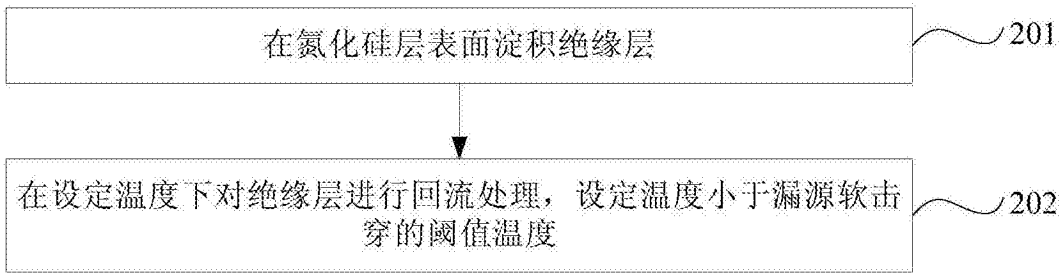 在氮化硅层表面淀积绝缘层
201
在设定温度下对绝缘层进行回流处理，设定温度小于漏源软击
穿的阈值温度
202